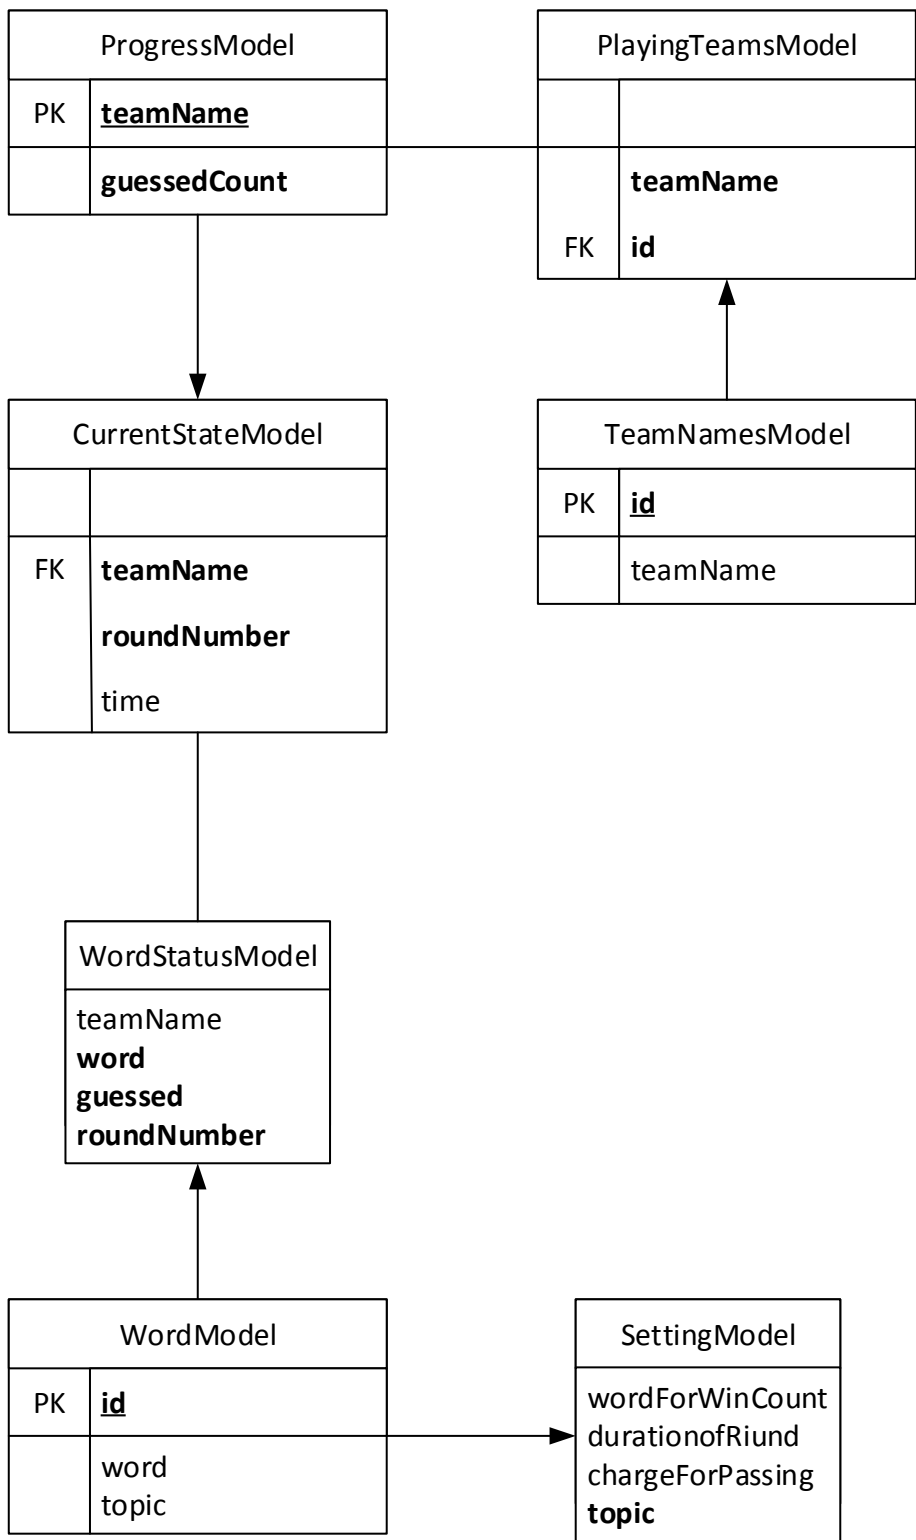 ProgressModel
PK teamName
guessedCount
PlayingTeamsModel
teamName
FK id
CurrentStateModel
FK teamName
roundNumber
time
TeamNamesModel
PK id
teamName
WordStatusModel
teamName
word
guessed
roundNumber
WordModel
PK id
word
topic
SettingModel
wordForWinCount
durationofRiund
chargeForPassing
topic